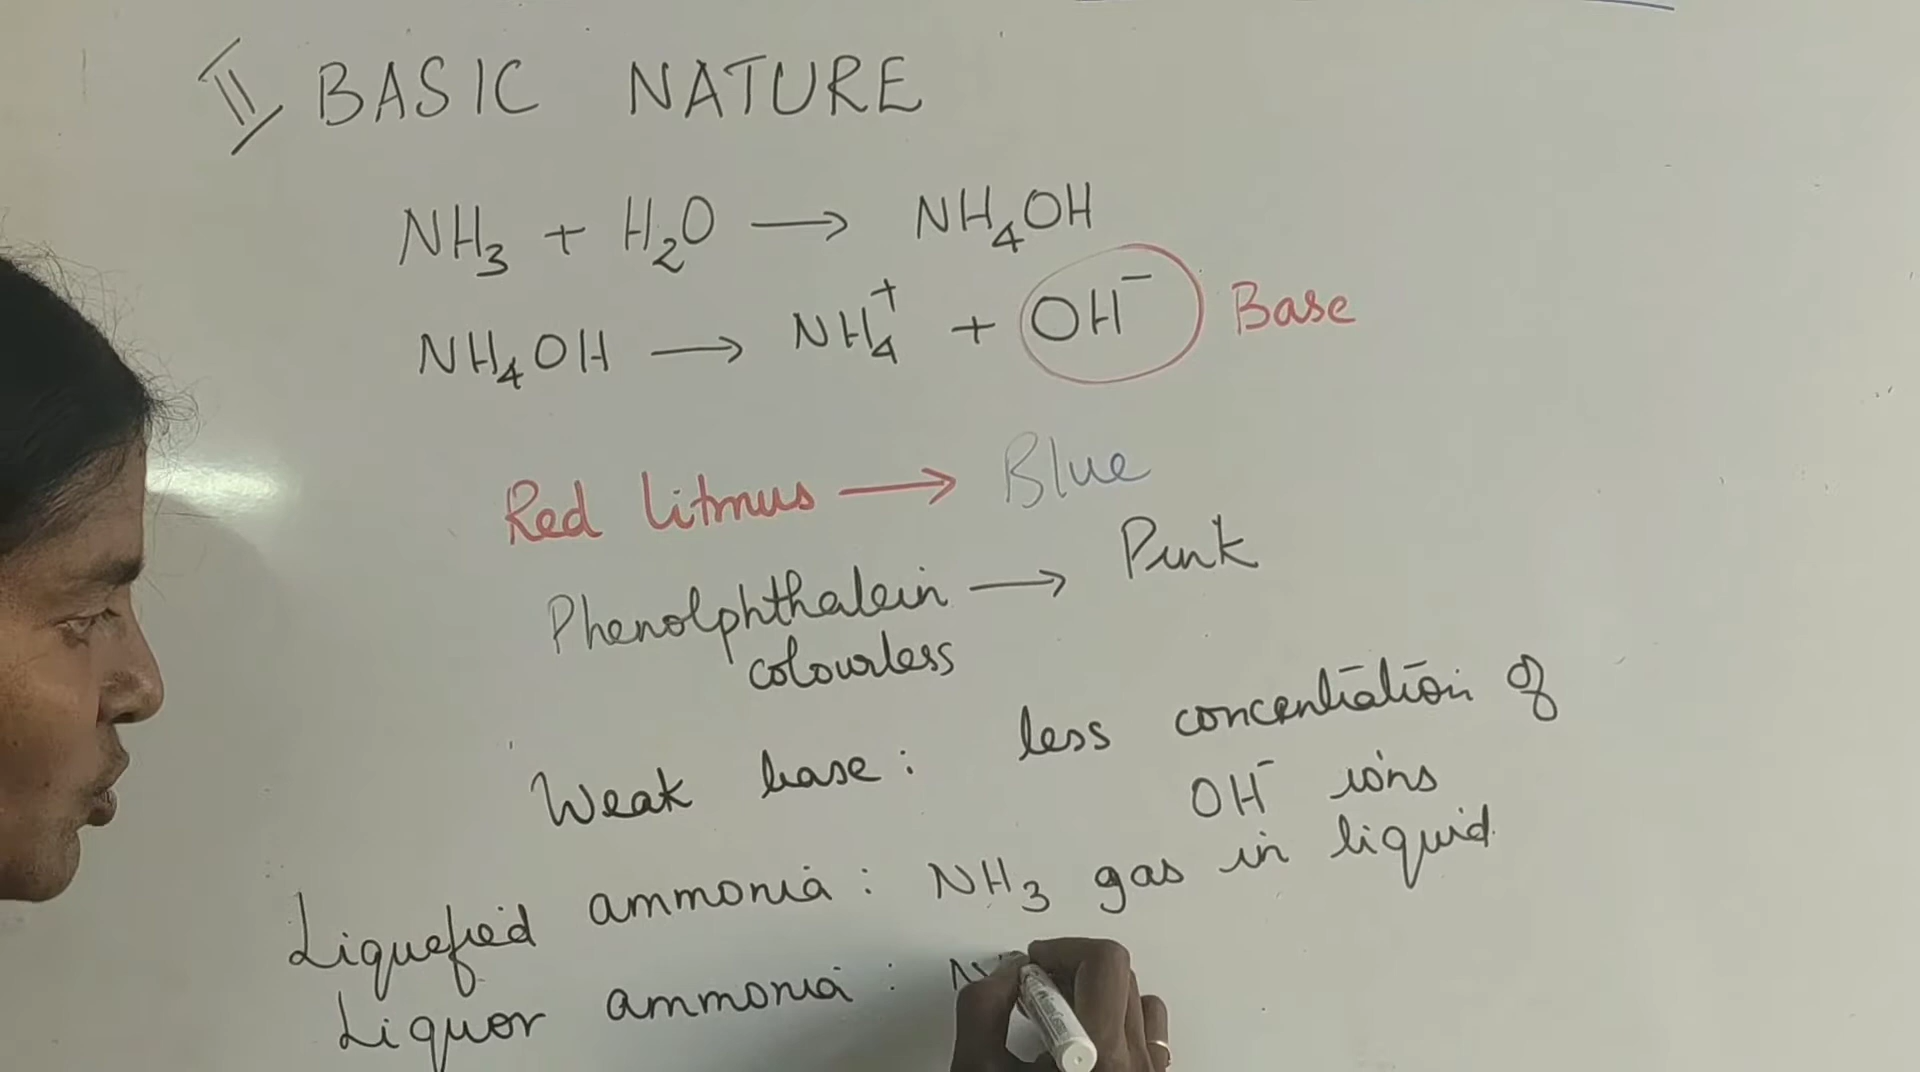 II BASIC NATURE
NH₃ + H₂O → NH₄OH
NH₄OH → NH₄⁺ + OH⁻ Base
Red litmus → Blue
Phenolphthalein → Pink
colourless
Weak base: less concentration of
OH⁻ ions
Liquefied ammonia: NH₃ gas in liquid
Liquor ammonia: N